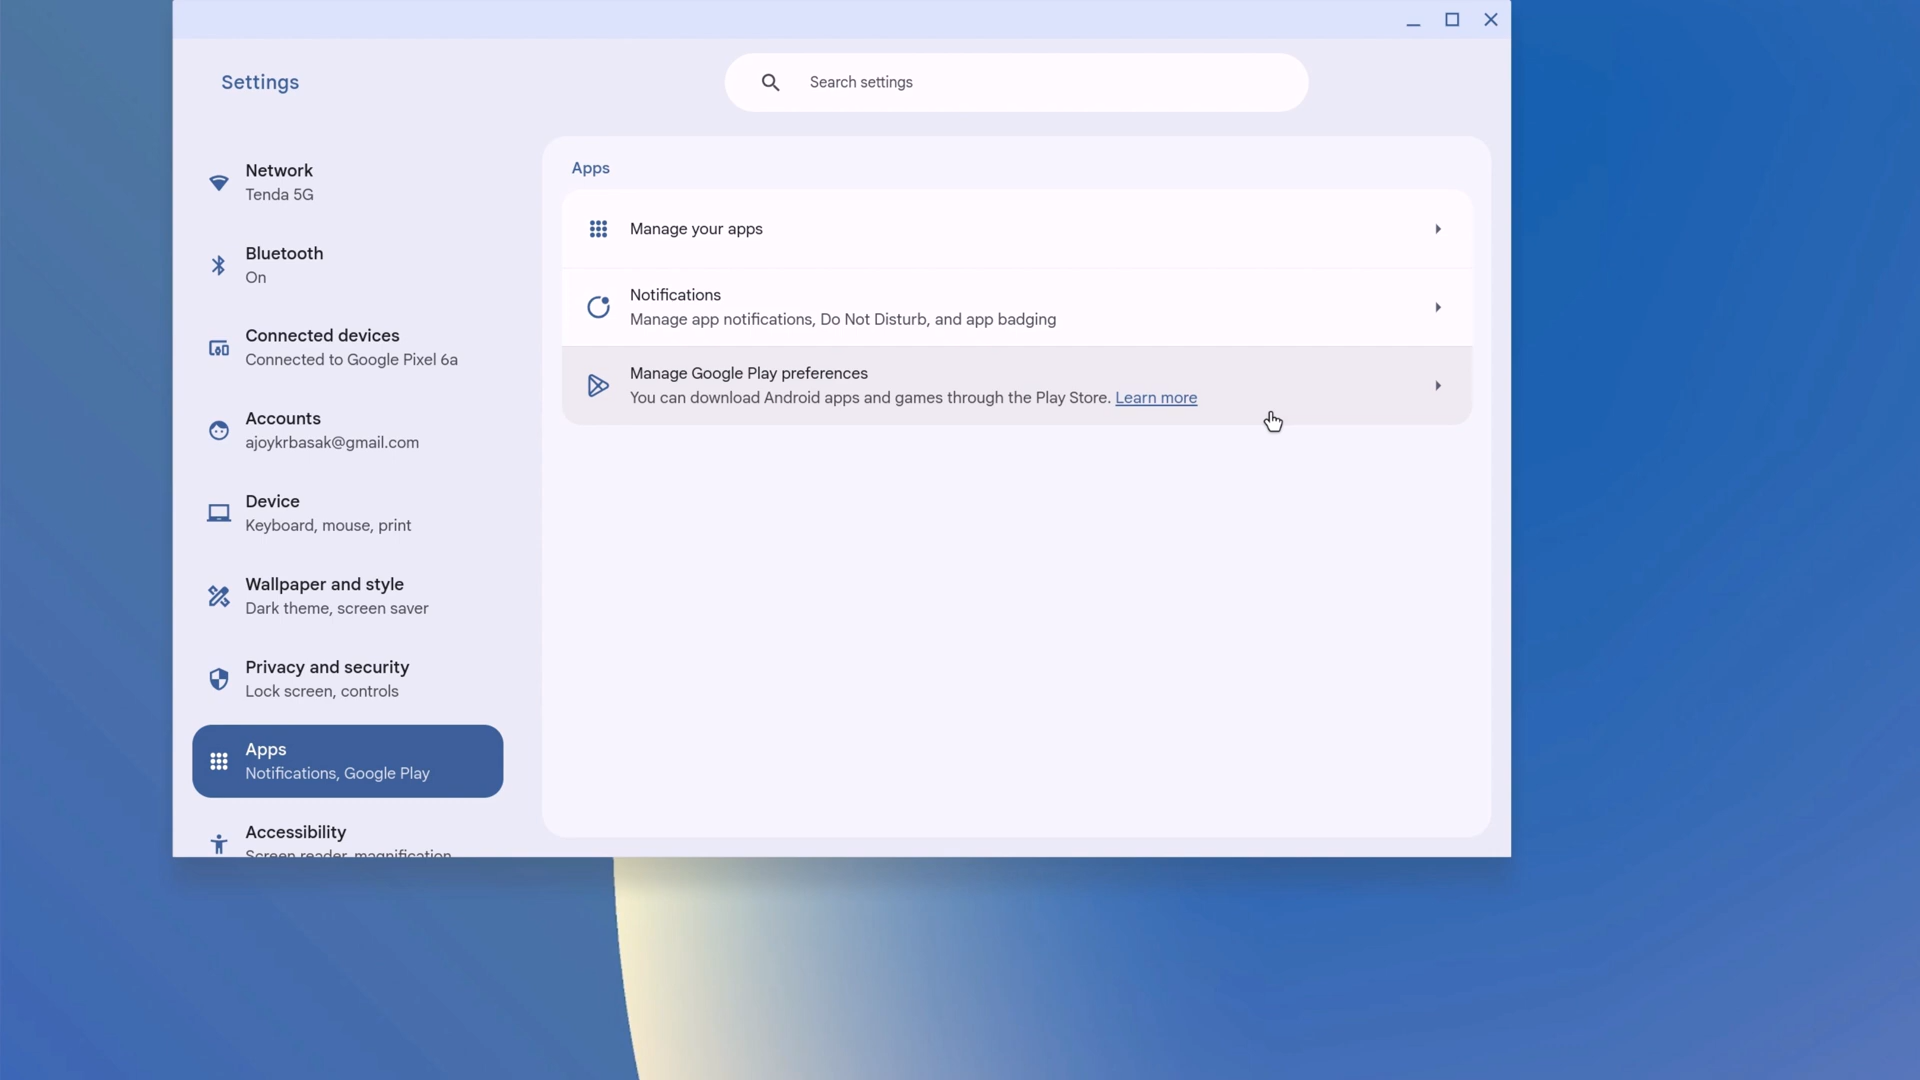 Settings
Search settings
Network
Tenda 5G
Bluetooth
On
Connected devices
Connected to Google Pixel 6a
Accounts
ajoykrbasak@gmail.com
Device
Keyboard, mouse, print
Wallpaper and style
Dark theme, screen saver
Privacy and security
Lock screen, controls
Apps
Notifications, Google Play
Accessibility
Screen reader, magnification
Apps
Manage your apps
Notifications
Manage app notifications, Do Not Disturb, and app badging
Manage Google Play preferences
You can download Android apps and games through the Play Store. Learn more